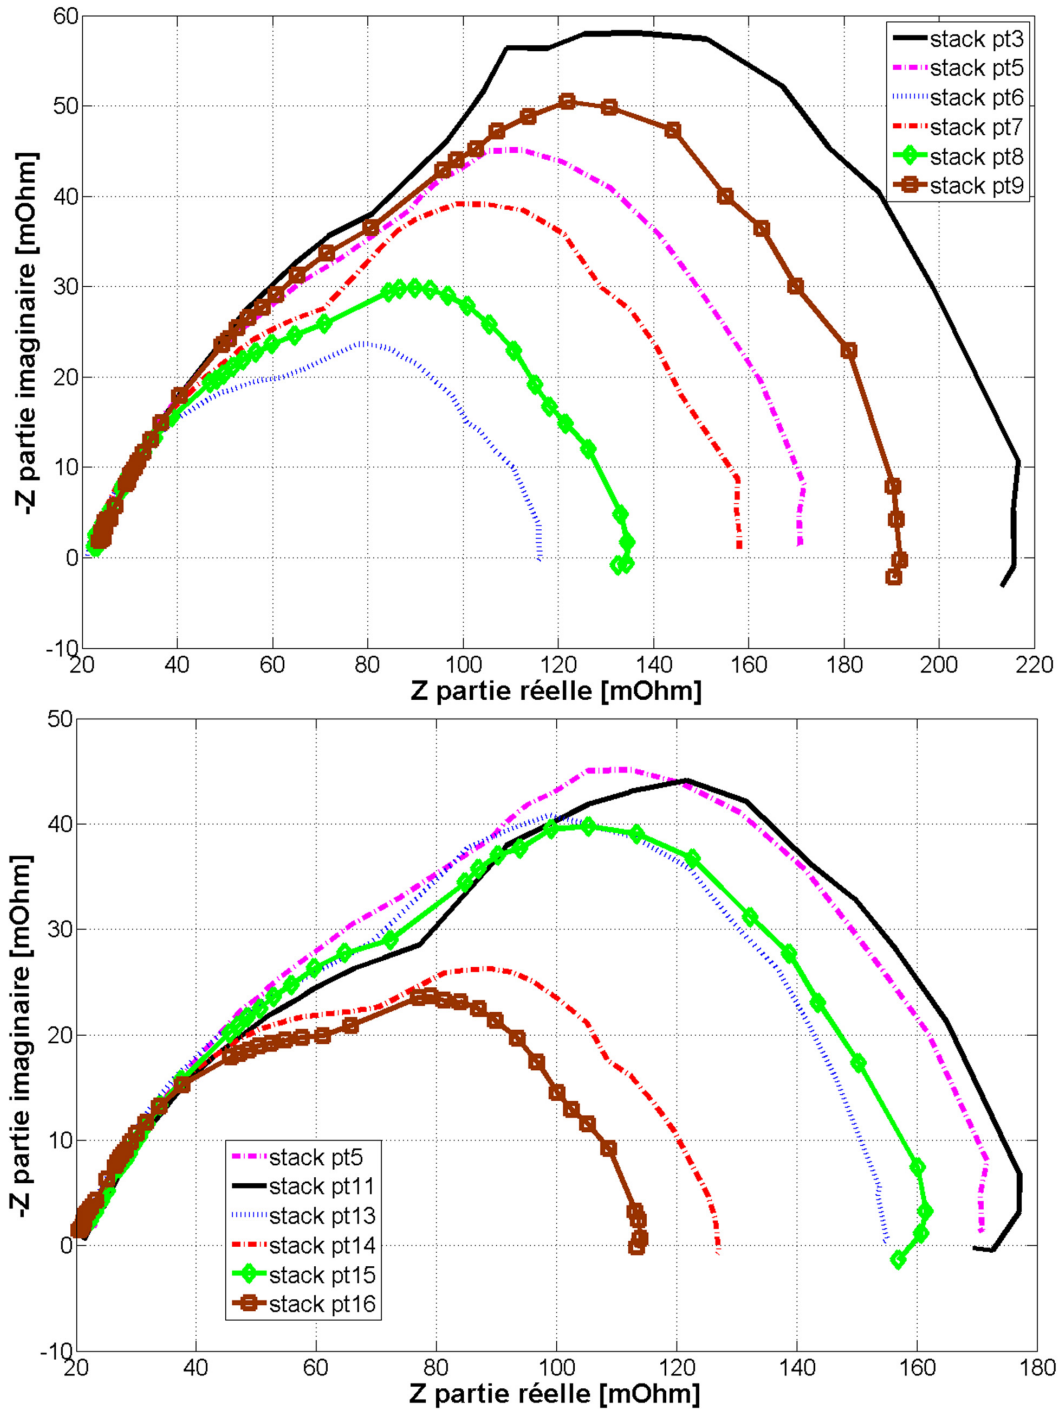 60
50
40
30
20
10
0
-10
-Z partie imaginaire [mOhm]
stack pt3
stack pt5
stack pt6
stack pt7
stack pt8
stack pt9
20 40 60 80 100 120 140 160 180 200 220
Z partie réelle [mOhm]
50
40
30
20
10
0
-10
-Z partie imaginaire [mOhm]
stack pt5
stack pt11
stack pt13
stack pt14
stack pt15
stack pt16
20 40 60 80 100 120 140 160 180
Z partie réelle [mOhm]